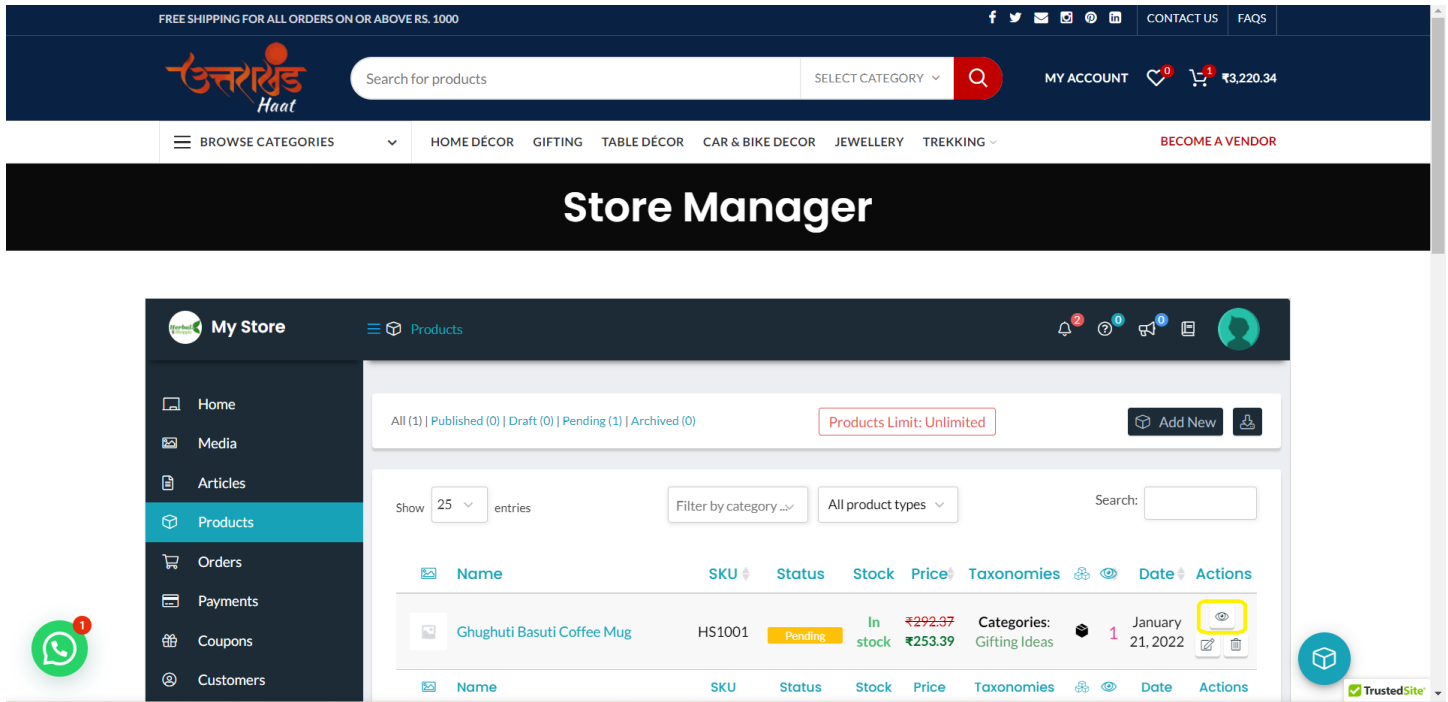 FREE SHIPPING FOR ALL ORDERS ON OR ABOVE RS. 1000
CONTACT US
FAQS
उत्तराखंड
Haat
Search for products
SELECT CATEGORY
MY ACCOUNT
0
1
₹3,220.34
BROWSE CATEGORIES
HOME DÉCOR
GIFTING
TABLE DÉCOR
CAR & BIKE DECOR
JEWELLERY
TREKKING
BECOME A VENDOR
Store Manager
My Store
Products
2
0
0
Home
Media
Articles
Products
Orders
Payments
Coupons
Customers
All (1) | Published (0) | Draft (0) | Pending (1) | Archived (0)
Products Limit: Unlimited
Add New
Show 25 entries
Filter by category ...
All product types
Search:
Name SKU Status Stock Price Taxonomies Date Actions
Ghughuti Basuti Coffee Mug
HS1001
Pending
In
stock
₹292.37
₹253.39
Categories:
Gifting Ideas
1
January
21, 2022
Name SKU Status Stock Price Taxonomies Date Actions
1
TrustedSite